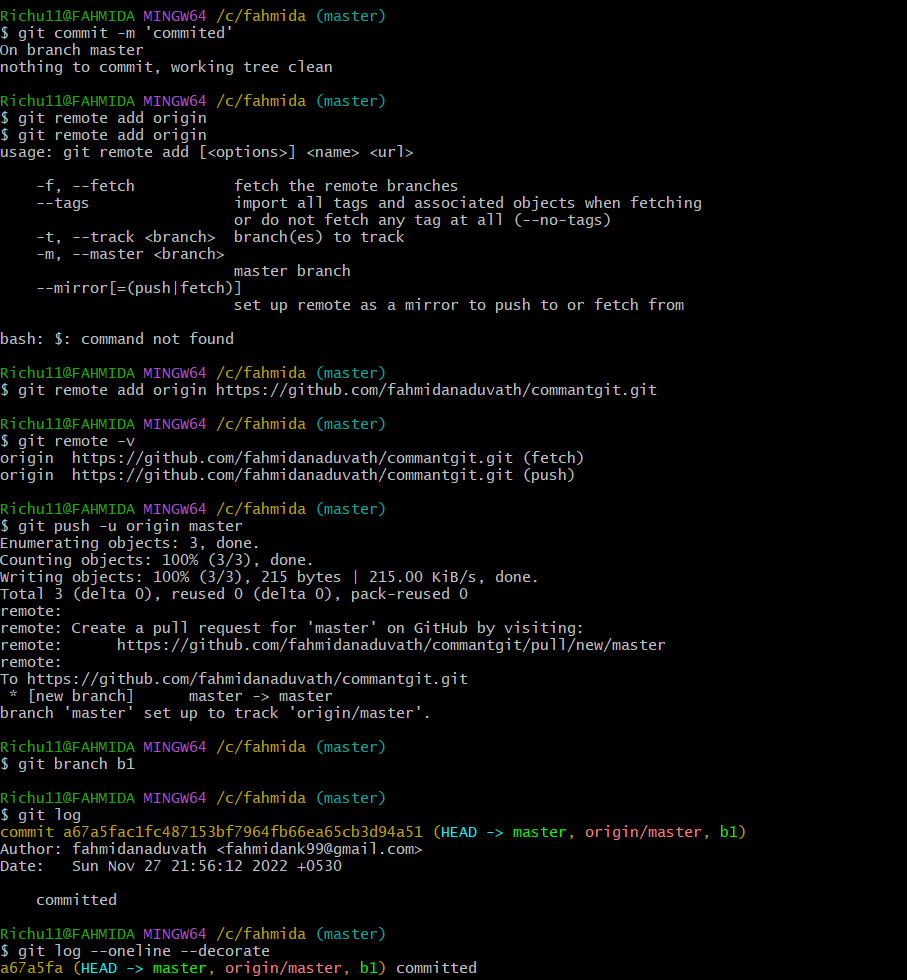 Richu11@FAHMIDA MINGW64 /c/fahmida (master)
$ git commit -m 'commited'
On branch master
nothing to commit, working tree clean

Richu11@FAHMIDA MINGW64 /c/fahmida (master)
$ git remote add origin
$ git remote add origin
usage: git remote add [<options>] <name> <url>

    -f, --fetch           fetch the remote branches
    --tags                import all tags and associated objects when fetching
                          or do not fetch any tag at all (--no-tags)
    -t, --track <branch>  branch(es) to track
    -m, --master <branch>
                          master branch
    --mirror[=(push|fetch)]
                          set up remote as a mirror to push to or fetch from

bash: $: command not found

Richu11@FAHMIDA MINGW64 /c/fahmida (master)
$ git remote add origin https://github.com/fahmidanaduvath/commantgit.git

Richu11@FAHMIDA MINGW64 /c/fahmida (master)
$ git remote -v
origin  https://github.com/fahmidanaduvath/commantgit.git (fetch)
origin  https://github.com/fahmidanaduvath/commantgit.git (push)

Richu11@FAHMIDA MINGW64 /c/fahmida (master)
$ git push -u origin master
Enumerating objects: 3, done.
Counting objects: 100% (3/3), done.
Writing objects: 100% (3/3), 215 bytes | 215.00 KiB/s, done.
Total 3 (delta 0), reused 0 (delta 0), pack-reused 0
remote:
remote: Create a pull request for 'master' on GitHub by visiting:
remote:      https://github.com/fahmidanaduvath/commantgit/pull/new/master
remote:
To https://github.com/fahmidanaduvath/commantgit.git
 * [new branch]      master -> master
branch 'master' set up to track 'origin/master'.

Richu11@FAHMIDA MINGW64 /c/fahmida (master)
$ git branch b1

Richu11@FAHMIDA MINGW64 /c/fahmida (master)
$ git log
commit a67a5fac1fc487153bf7964fb66ea65cb3d94a51 (HEAD -> master, origin/master, b1)
Author: fahmidanaduvath <fahmidank99@gmail.com>
Date:   Sun Nov 27 21:56:12 2022 +0530

    committed

Richu11@FAHMIDA MINGW64 /c/fahmida (master)
$ git log --oneline --decorate
a67a5fa (HEAD -> master, origin/master, b1) committed